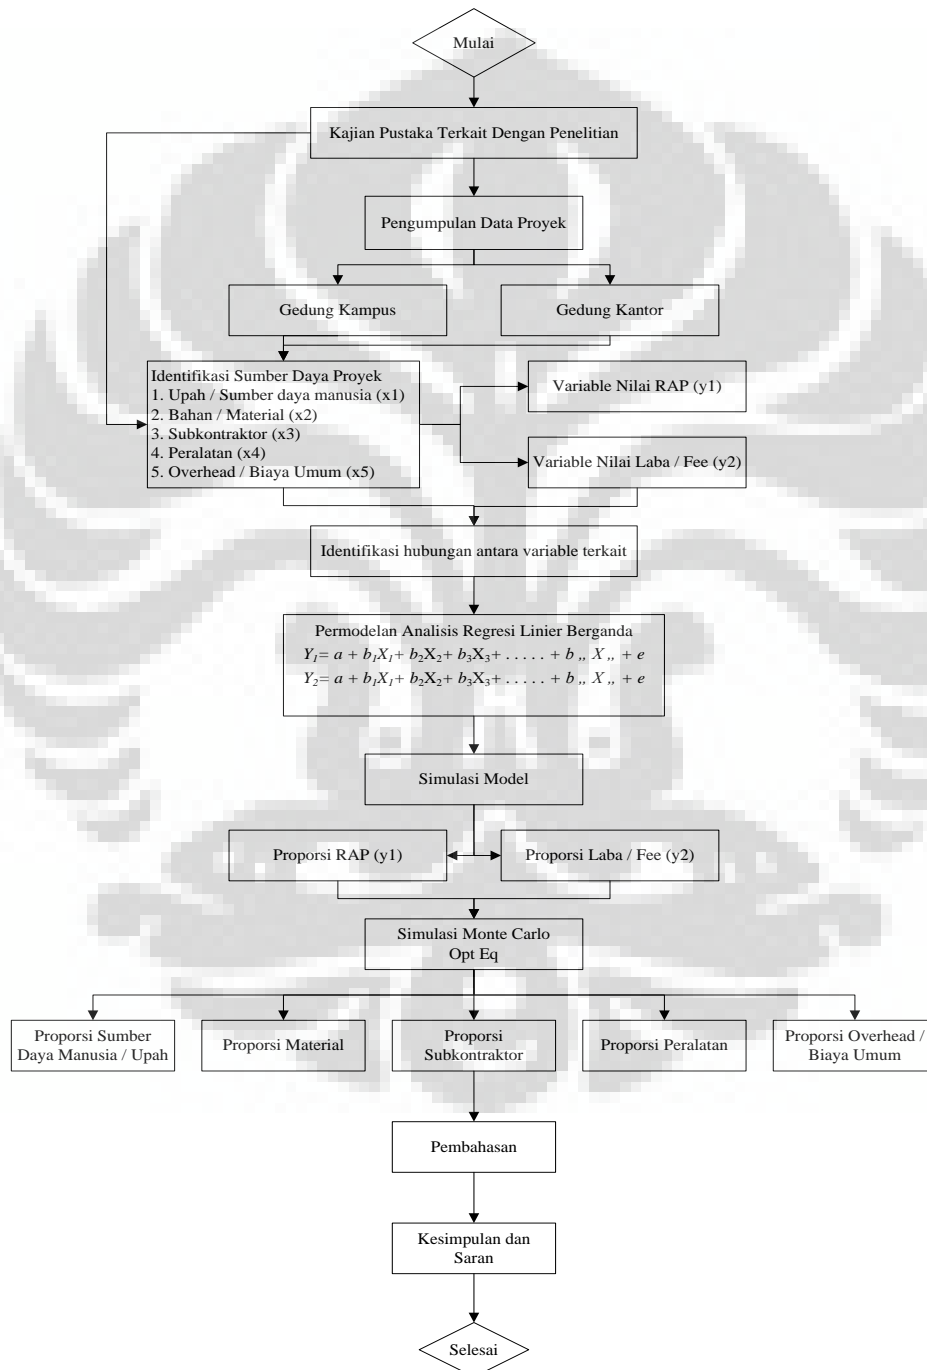 Mulai
Kajian Pustaka Terkait Dengan Penelitian
Pengumpulan Data Proyek
Gedung Kampus
Gedung Kantor
Identifikasi Sumber Daya Proyek
1. Upah / Sumber daya manusia (x1)
2. Bahan / Material (x2)
3. Subkontraktor (x3)
4. Peralatan (x4)
5. Overhead / Biaya Umum (x5)
Variable Nilai RAP (y1)
Variable Nilai Laba / Fee (y2)
Identifikasi hubungan antara variable terkait
Permodelan Analisis Regresi Linier Berganda
Y₁= a + b₁X₁+ b₂X₂+ b₃X₃+ . . . . . + b „ X „ + e
Y₂= a + b₁X₁+ b₂X₂+ b₃X₃+ . . . . . + b „ X „ + e
Simulasi Model
Proporsi RAP (y1)
Proporsi Laba / Fee (y2)
Simulasi Monte Carlo
Opt Eq
Proporsi Sumber
Daya Manusia / Upah
Proporsi Material
Proporsi
Subkontraktor
Proporsi Peralatan
Proporsi Overhead /
Biaya Umum
Pembahasan
Kesimpulan dan
Saran
Selesai